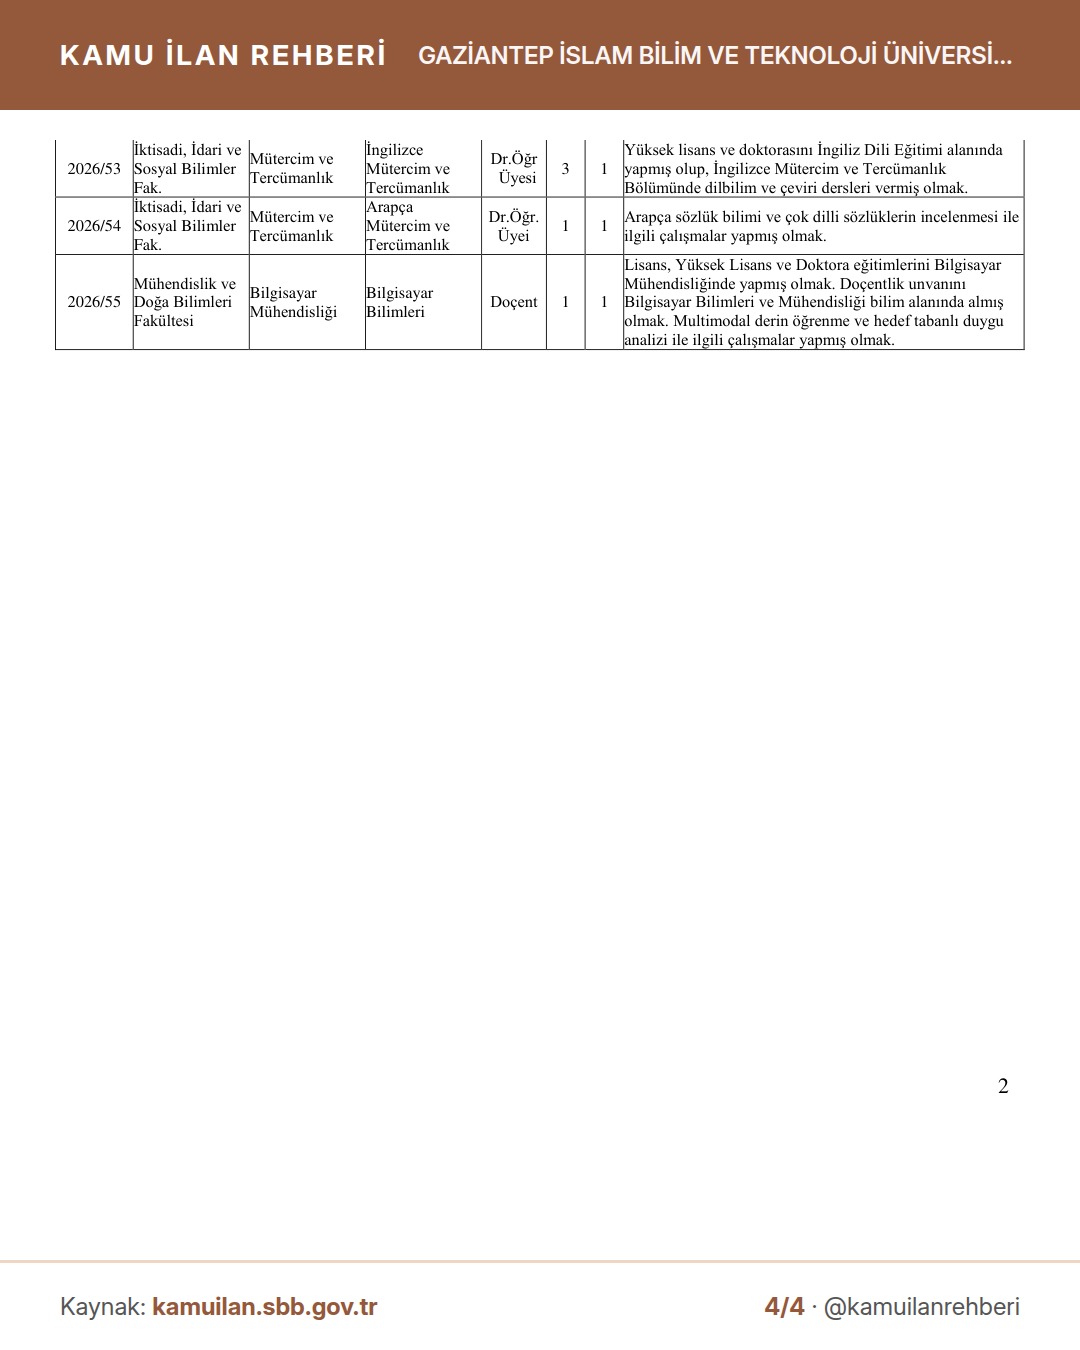 KAMU İLAN REHBERİ GAZİANTEP İSLAM BİLİM VE TEKNOLOJİ ÜNİVERSİ...
2026/53
İktisadi, İdari ve
Sosyal Bilimler
Fak.
Mütercim ve
Tercümanlık
İngilizce
Mütercim ve
Tercümanlık
Dr.Öğr
Üyesi
3
1
Yüksek lisans ve doktorasını İngiliz Dili Eğitimi alanında
yapmış olup, İngilizce Mütercim ve Tercümanlık
Bölümünde dilbilim ve çeviri dersleri vermiş olmak.
2026/54
İktisadi, İdari ve
Sosyal Bilimler
Fak.
Mütercim ve
Tercümanlık
Arapça
Mütercim ve
Tercümanlık
Dr.Öğr.
Üyei
1
1
Arapça sözlük bilimi ve çok dilli sözlüklerin incelenmesi ile
ilgili çalışmalar yapmış olmak.
2026/55
Mühendislik ve
Doğa Bilimleri
Fakültesi
Bilgisayar
Mühendisliği
Bilgisayar
Bilimleri
Doçent
1
1
Lisans, Yüksek Lisans ve Doktora eğitimlerini Bilgisayar
Mühendisliğinde yapmış olmak. Doçentlik unvanını
Bilgisayar Bilimleri ve Mühendisliği bilim alanında almış
olmak. Multimodal derin öğrenme ve hedef tabanlı duygu
analizi ile ilgili çalışmalar yapmış olmak.
2
Kaynak: kamuilan.sbb.gov.tr
4/4 · @kamuilanrehberi